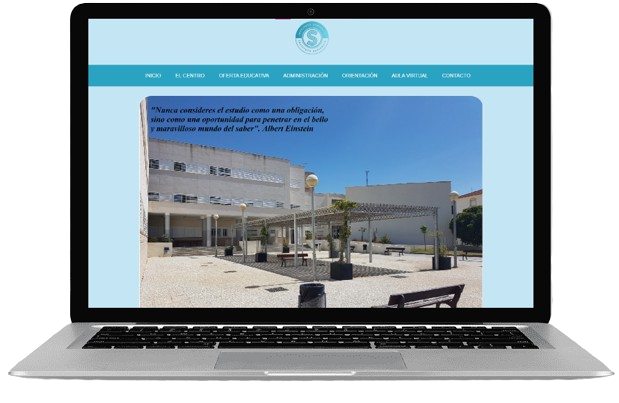 S
INICIO EL CENTRO OFERTA EDUCATIVA ADMINISTRACIÓN ORIENTACIÓN AULA VIRTUAL CONTACTO
"Nunca consideres el estudio como una obligación,
sino como una oportunidad para penetrar en el bello
y maravilloso mundo del saber". Albert Einstein